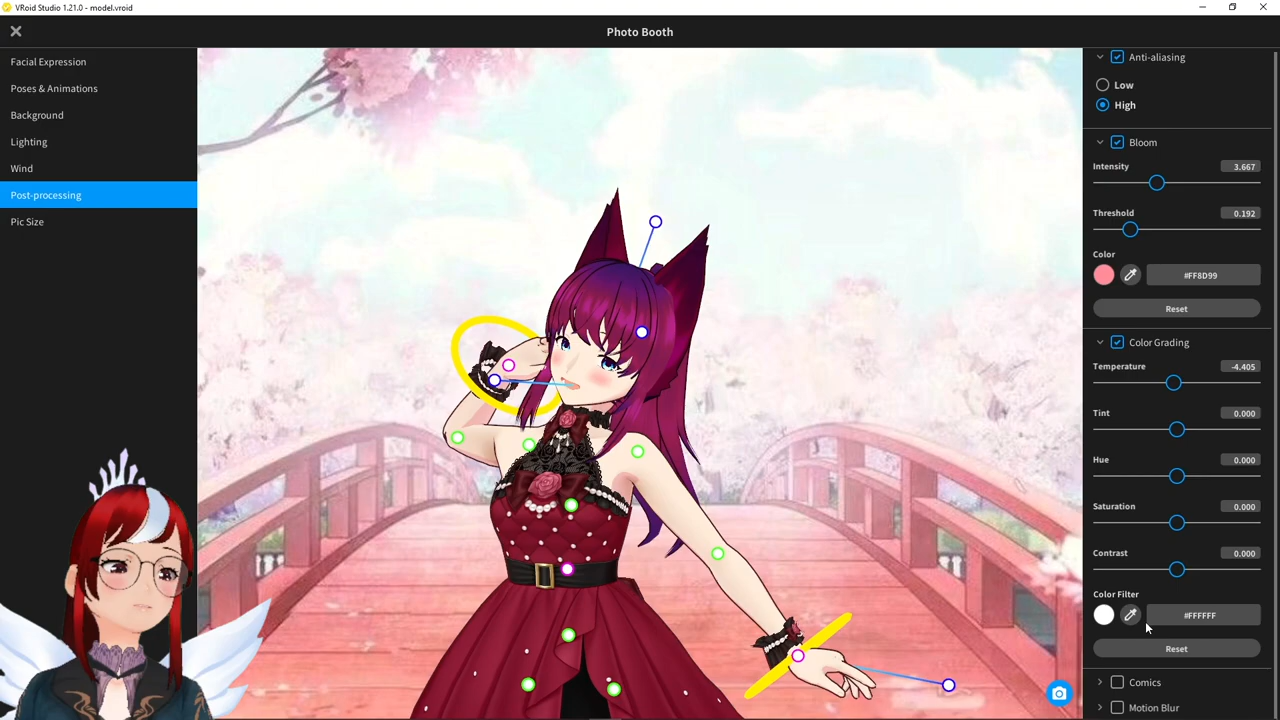 VRoid Studio 1.21.0 - model.vroid
Photo Booth
Facial Expression
Poses & Animations
Background
Lighting
Wind
Post-processing
Pic Size
Anti-aliasing
Low
High
Bloom
Intensity 3.667
Threshold 0.192
Color
#FF8D99
Reset
Color Grading
Temperature -4.405
Tint 0.000
Hue 0.000
Saturation 0.000
Contrast 0.000
Color Filter
#FFFFFF
Reset
Comics
Motion Blur